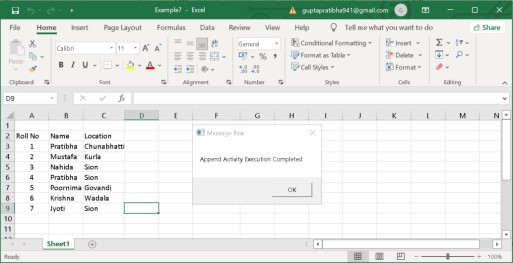 Example7 - Excel
guptapratibha941@gmail.com G
File Home Insert Page Layout Formulas Data Review View Help Tell me what you want to do Share
Calibri 11 A A General Conditional Formatting Insert
Paste B I U A % Format as Table Delete
Cell Styles Format
Clipboard Font Alignment Number Styles Cells Editing
D9 fx
A B C D E F G H I J K L M N
1
2 Roll No Name Location
3 1 Pratibha Chunabhatti
4 2 Mustafa Kurla
5 3 Nahida Sion
6 4 Pratibha Sion
7 5 Poornima Govandi
8 6 Krishna Wadala
9 7 Jyoti Sion
10
11
Message Box
Append Activity Execution Completed
OK
Sheet1
Ready 100%